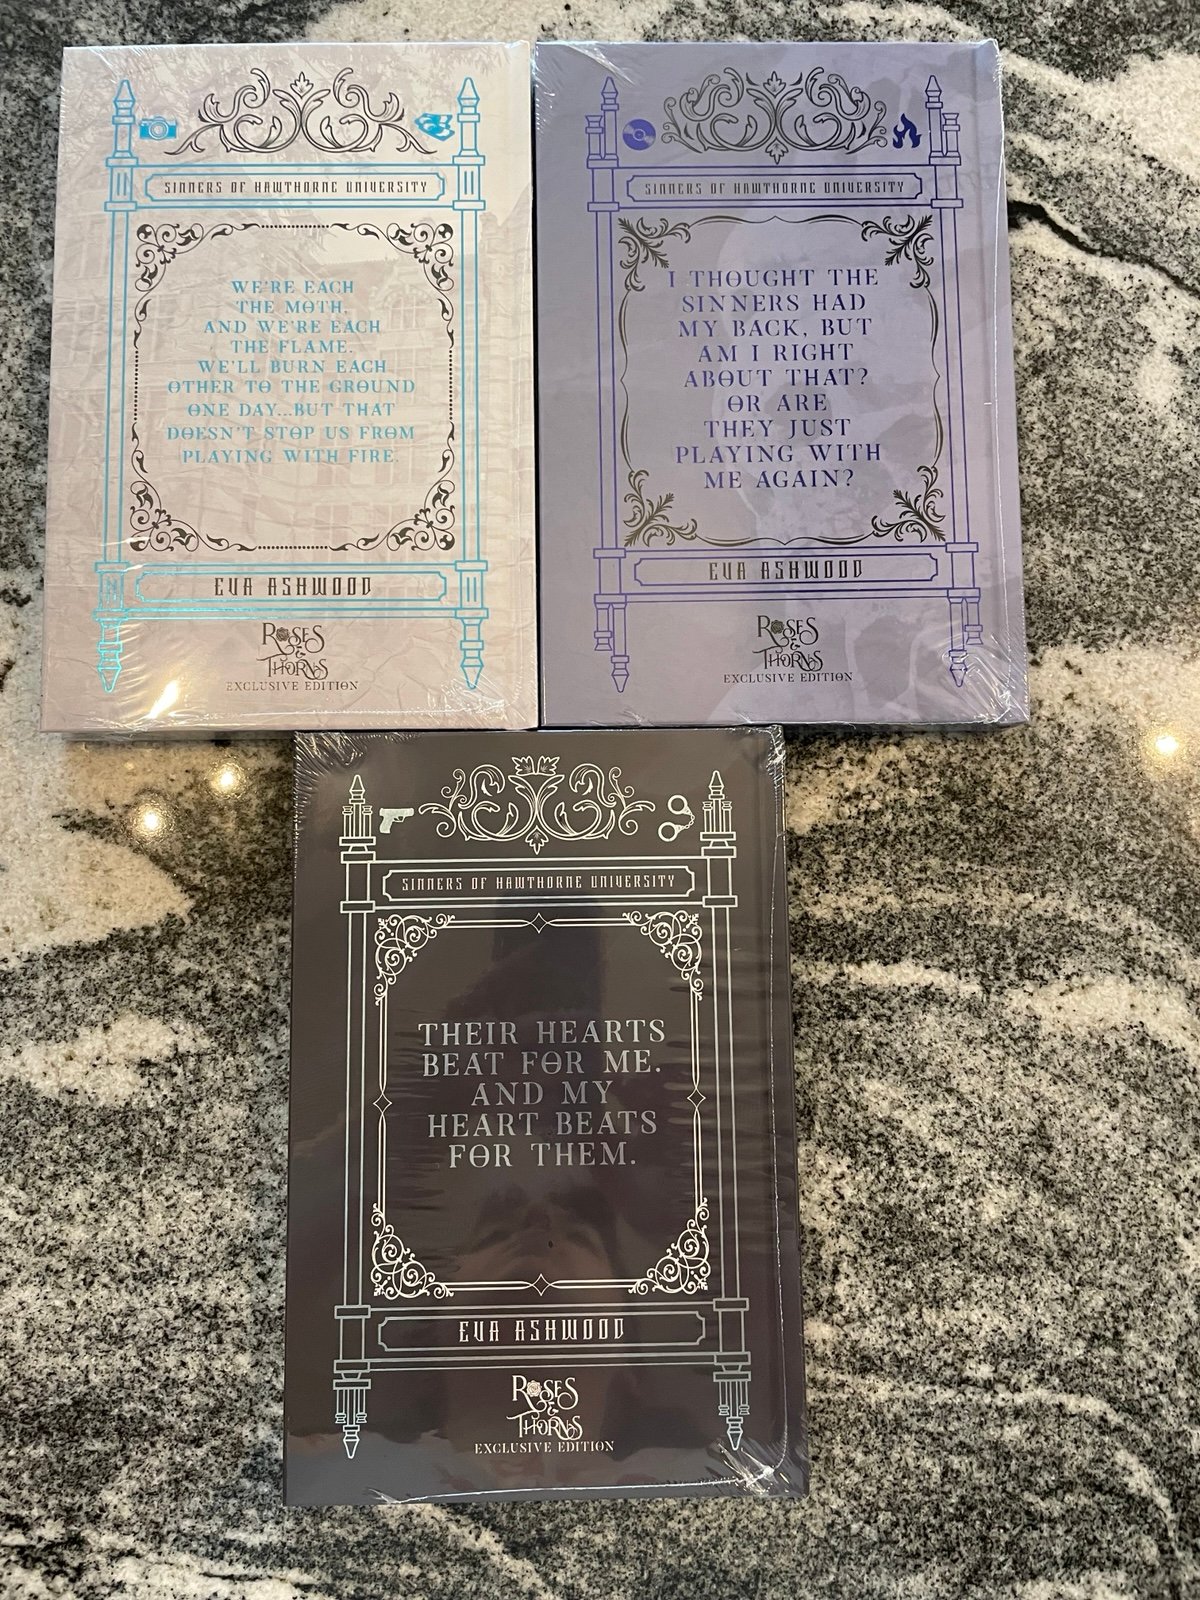 SINNERS OF HAWTHORNE UNIVERSITY
WE'RE EACH
THE MOTH,
AND WE'RE EACH
THE FLAME.
WE'LL BURN EACH
OTHER TO THE GROUND
ONE DAY...BUT THAT
DOESN'T STOP US FROM
PLAYING WITH FIRE.
EVA ASHWOOD
ROSES
&
THORNS
EXCLUSIVE EDITION
SINNERS OF HAWTHORNE UNIVERSITY
I THOUGHT THE
SINNERS HAD
MY BACK, BUT
AM I RIGHT
ABOUT THAT?
OR ARE
THEY JUST
PLAYING WITH
ME AGAIN?
EVA ASHWOOD
ROSES
&
THORNS
EXCLUSIVE EDITION
SINNERS OF HAWTHORNE UNIVERSITY
THEIR HEARTS
BEAT FOR ME.
AND MY
HEART BEATS
FOR THEM.
EVA ASHWOOD
ROSES
&
THORNS
EXCLUSIVE EDITION